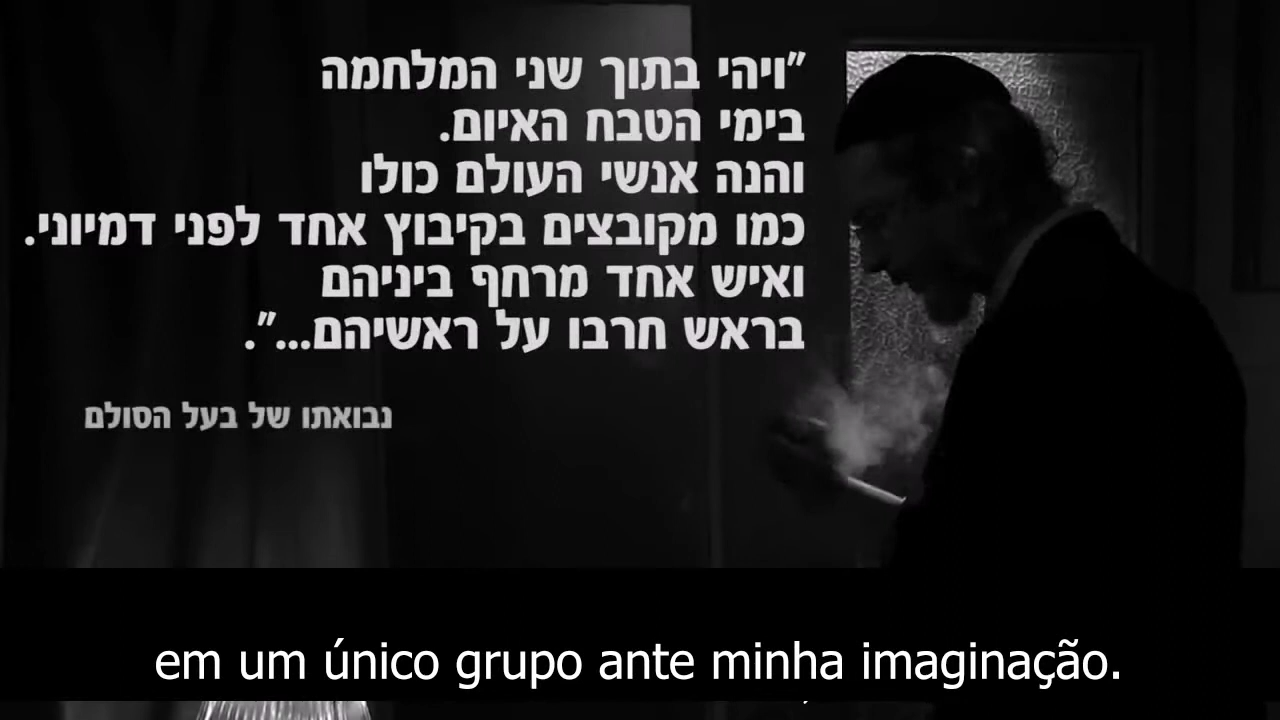 "ויהי בתוך שני המלחמה
בימי הטבח האיום.
והנה אנשי העולם כולו
כמו מקובצים בקיבוץ אחד לפני דמיוני.
ואיש אחד מרחף ביניהם
בראש חרבו על ראשיהם...".
נבואתו של בעל הסולם
em um único grupo ante minha imaginação.